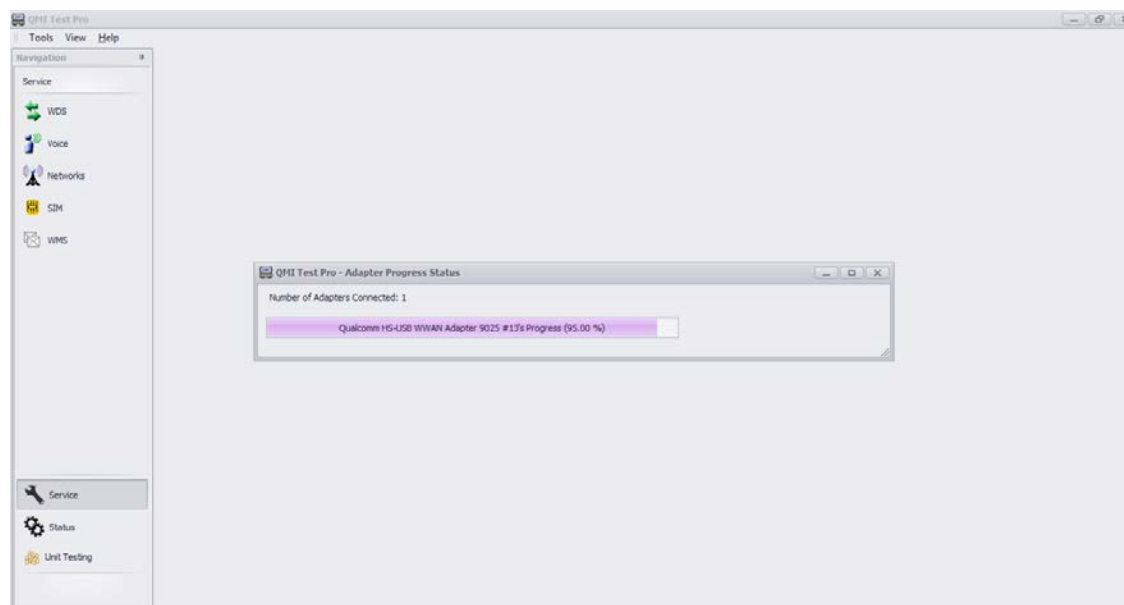 QMI Test Pro
Tools View Help
Navigation
Service
WDS
Voice
Networks
SIM
WMS
QMI Test Pro - Adapter Progress Status
Number of Adapters Connected: 1
Qualcomm HS-USB WWAN Adapter 9025 #13's Progress (95.00 %)
Service
Status
Unit Testing